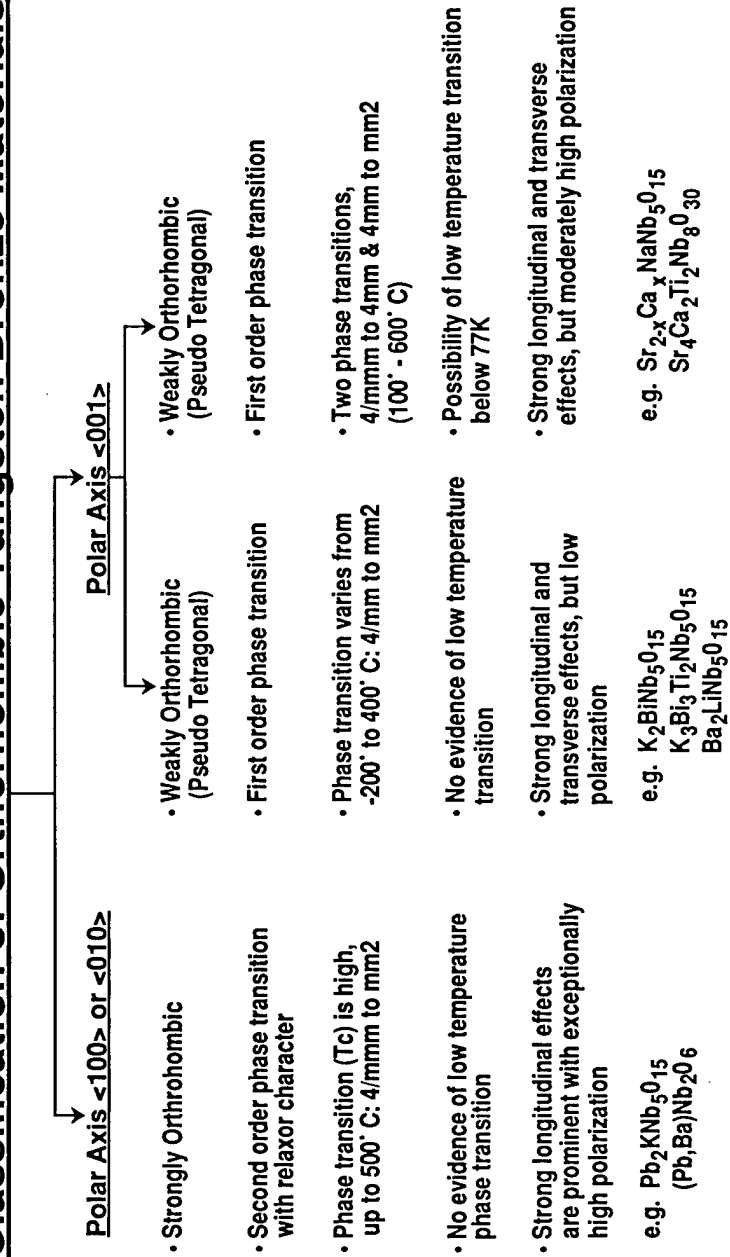 Classification of Orthorhombic Tungsten Bronze Materials
Polar Axis <100> or <010>
• Strongly Orthrohombic
• Second order phase transition
with relaxor character
• Phase transition (Tc) is high,
up to 500° C: 4/mmm to mm2
• No evidence of low temperature
phase transition
• Strong longitudinal effects
are prominent with exceptionally
high polarization
e.g. Pb₂KNb₅O₁₅
(Pb,Ba)Nb₂O₆
Polar Axis <001>
• Weakly Orthorhombic
(Pseudo Tetragonal)
• First order phase transition
• Phase transition varies from
-200° to 400° C: 4/mm to mm2
• No evidence of low temperature
transition
• Strong longitudinal and
transverse effects, but low
polarization
e.g. K₂BiNb₅O₁₅
K₃Bi₃Ti₂Nb₅O₁₅
Ba₂LiNb₅O₁₅
• Weakly Orthorhombic
(Pseudo Tetragonal)
• First order phase transition
• Two phase transitions,
4/mmm to 4mm & 4mm to mm2
(100° - 600° C)
• Possibility of low temperature transition
below 77K
• Strong longitudinal and transverse
effects, but moderately high polarization
e.g. Sr₂₋ₓCaₓNaNb₅O₁₅
Sr₄Ca₂Ti₂Nb₈O₃₀